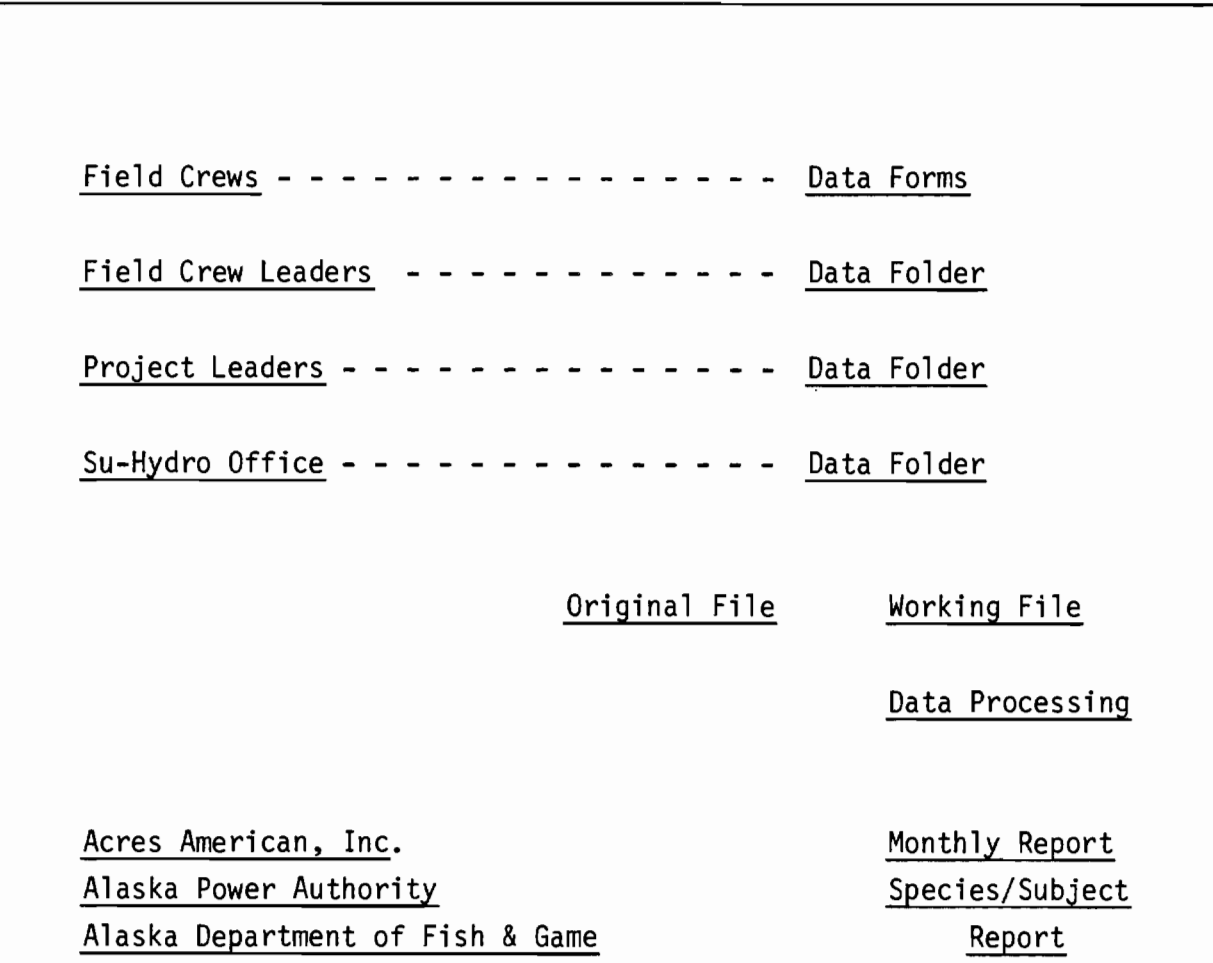 Field Crews - - - - - - - - - - - - - - - - Data Forms
Field Crew Leaders - - - - - - - - - - - - Data Folder
Project Leaders - - - - - - - - - - - - - - Data Folder
Su-Hydro Office - - - - - - - - - - - - - - Data Folder
Original File Working File
Data Processing
Acres American, Inc. Monthly Report
Alaska Power Authority Species/Subject
Alaska Department of Fish & Game Report